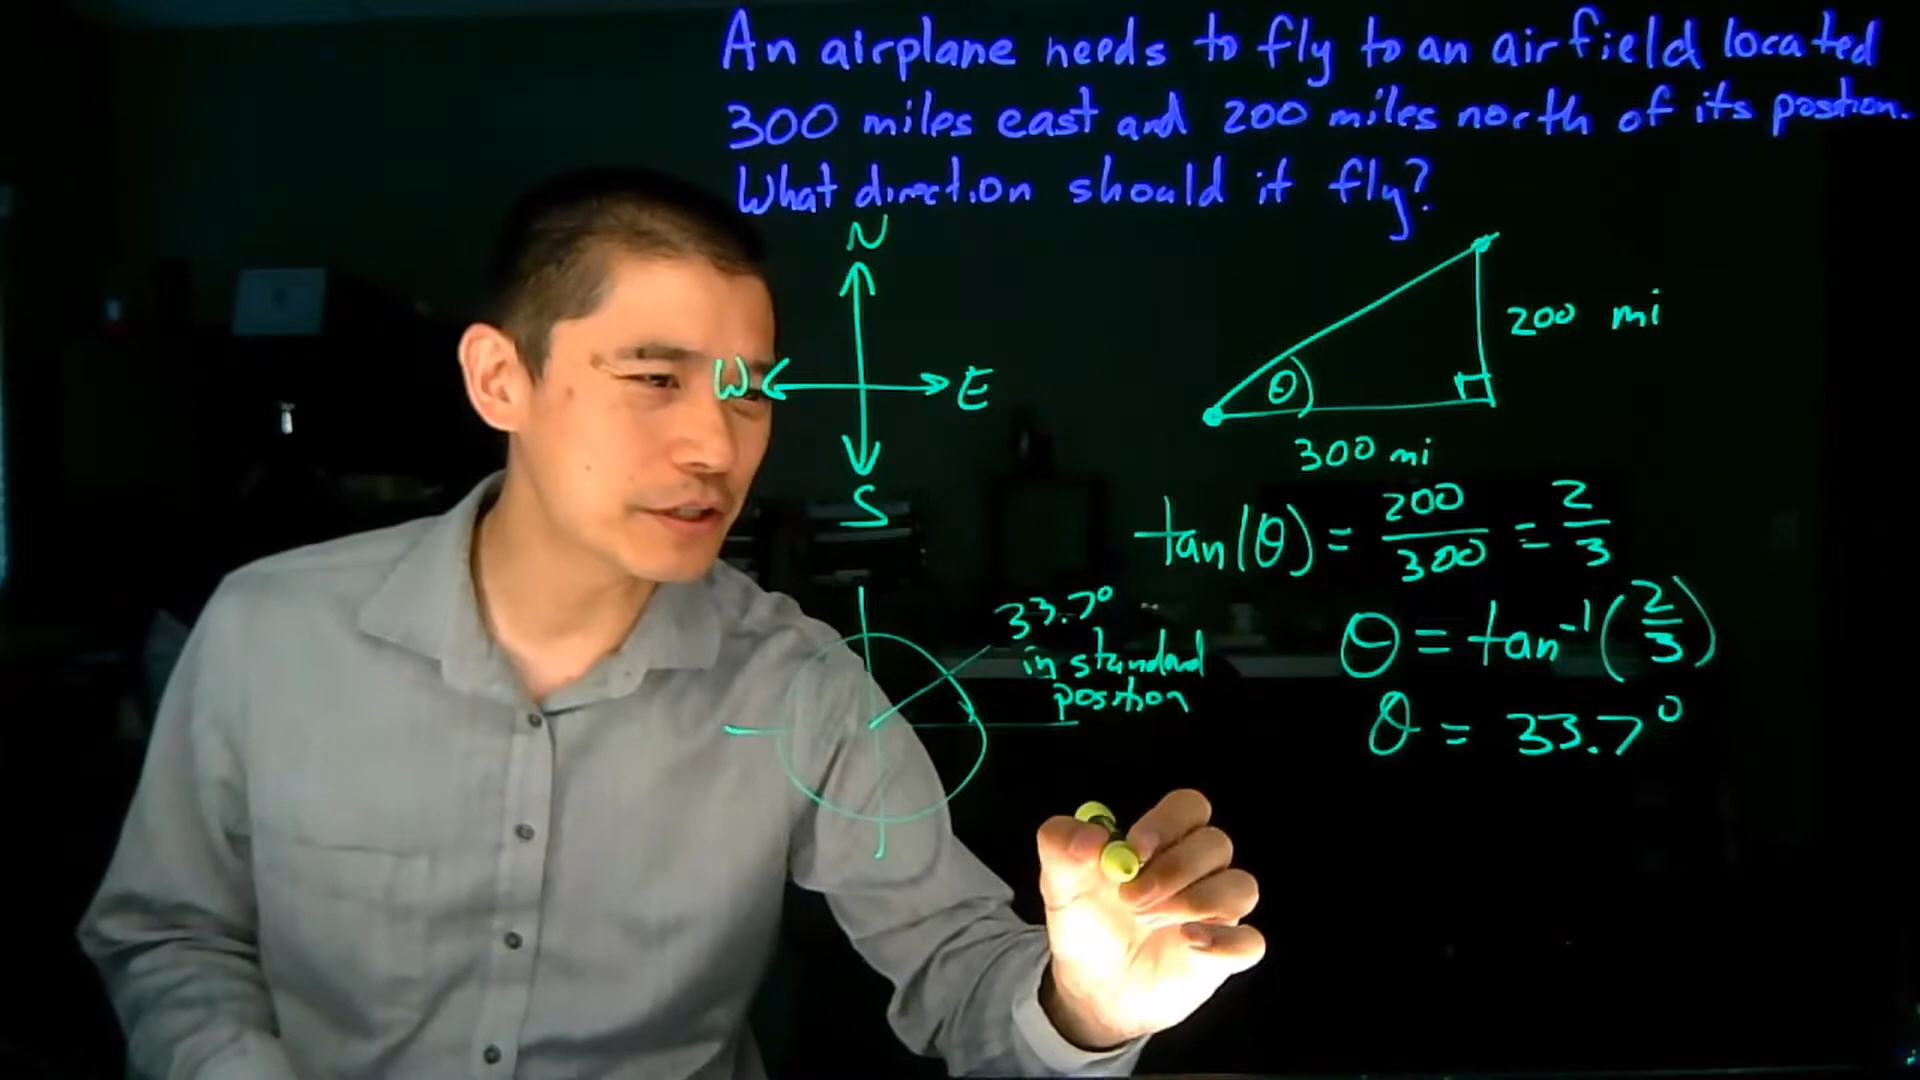 An airplane needs to fly to an airfield located
300 miles east and 200 miles north of its position.
What direction should it fly?
N
W E
S
200 mi
θ
300 mi
tan(θ) = 200/300 = 2/3
θ = tan⁻¹(2/3)
θ = 33.7°
33.7°
in standard
position